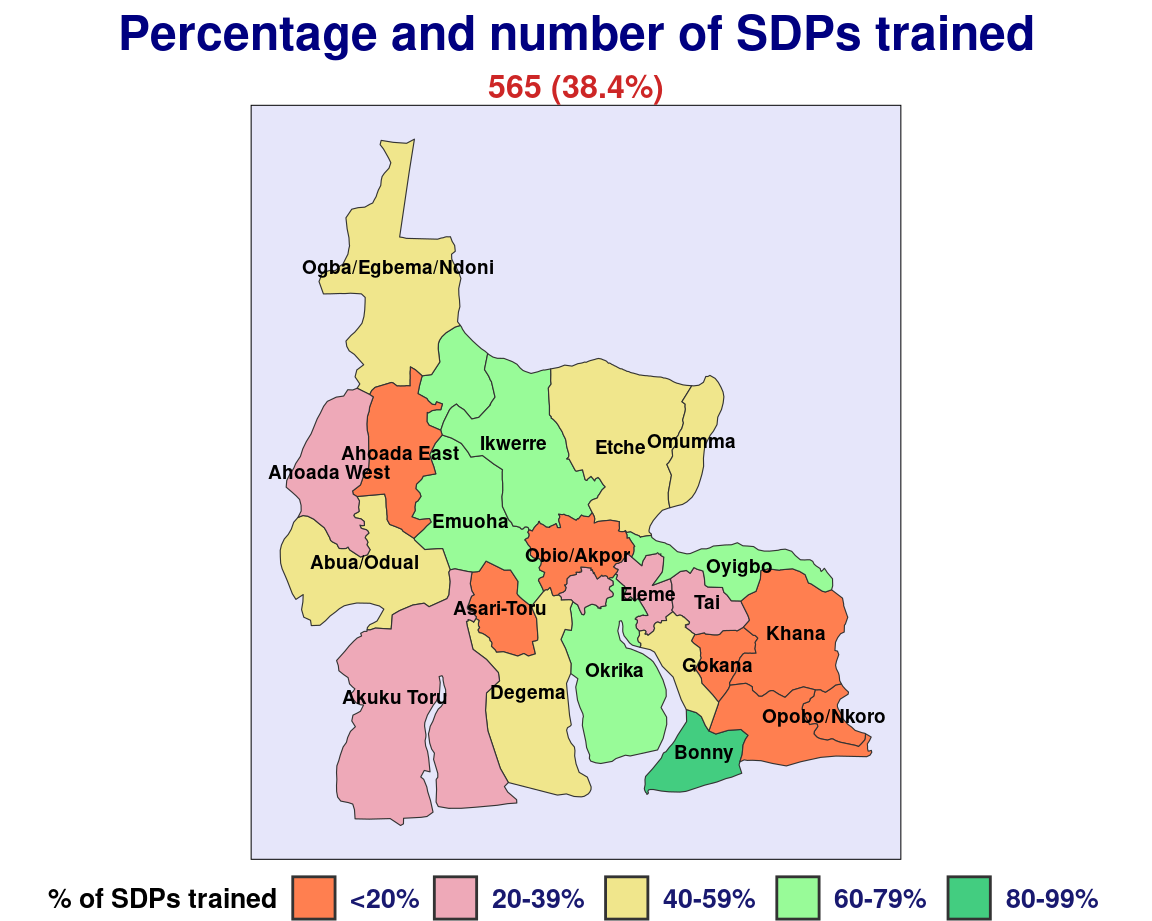 Percentage and number of SDPs trained
565 (38.4%)
Ogba/Egbema/Ndoni
Ikwerre
Etche
Omumma
Ahoada East
Ahoada West
Emuoha
Obio/Akpor
Abua/Odual
Oyigbo
Eleme
Tai
Asari-Toru
Khana
Gokana
Okrika
Degema
Akuku Toru
Opobo/Nkoro
Bonny
% of SDPs trained
<20%
20-39%
40-59%
60-79%
80-99%